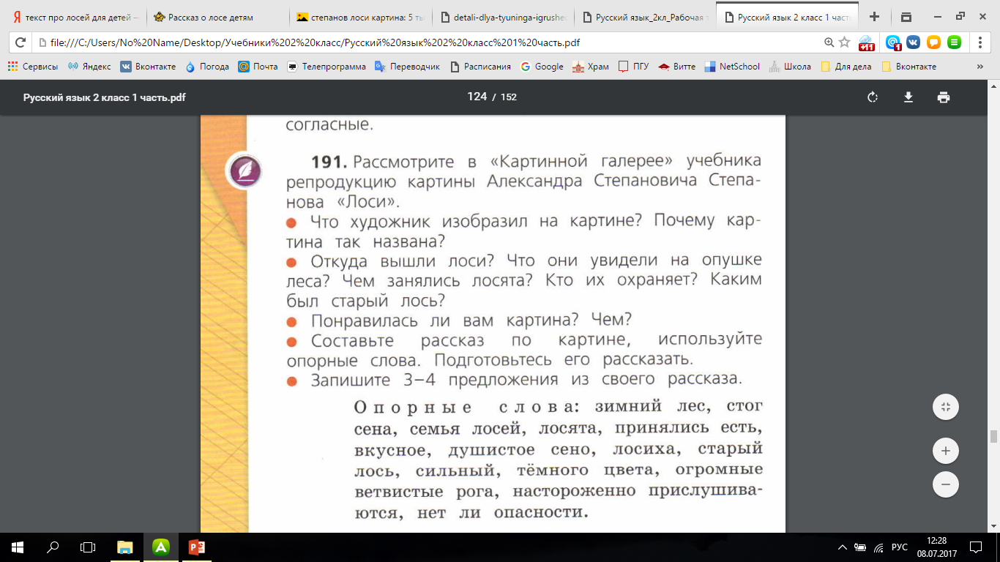 текст про лосей для детей —
Рассказ о лосе детям
степанов лоси картина: 5 ты
detali-dlya-tyuninga-igrushe
Русский язык_2кл_Рабочая т
Русский язык 2 класс 1 часть
file:///C:/Users/No%20Name/Desktop/Учебники%202%20класс/Русский%20язык%202%20класс%201%20часть.pdf
+11
1
Сервисы Яндекс Вконтакте Погода Почта Телепрограмма Переводчик Расписания Google Храм ПГУ Витте NetSchool Школа Для дела Вконтакте »
Русский язык 2 класс 1 часть.pdf
124 / 152
согласные.
191. Рассмотрите в «Картинной галерее» учебника
репродукцию картины Александра Степановича Степа-
нова «Лоси».
● Что художник изобразил на картине? Почему кар-
тина так названа?
● Откуда вышли лоси? Что они увидели на опушке
леса? Чем занялись лосята? Кто их охраняет? Каким
был старый лось?
● Понравилась ли вам картина? Чем?
● Составьте рассказ по картине, используйте
опорные слова. Подготовьтесь его рассказать.
● Запишите 3–4 предложения из своего рассказа.
Опорные слова: зимний лес, стог
сена, семья лосей, лосята, принялись есть,
вкусное, душистое сено, лосиха, старый
лось, сильный, тёмного цвета, огромные
ветвистые рога, настороженно прислушива-
ются, нет ли опасности.
РУС
12:28
08.07.2017